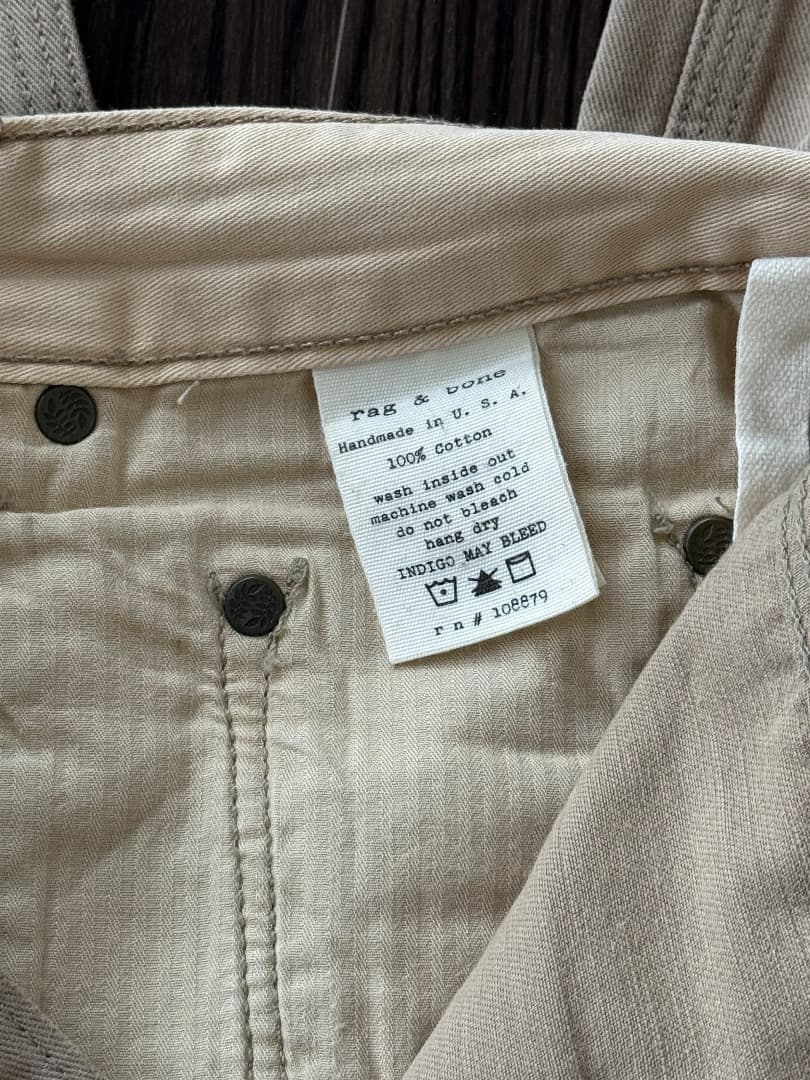 rag & bone
Handmade in U. S. A.
100% Cotton
wash inside out
machine wash cold
do not bleach
hang dry
INDIGO MAY BLEED
r n # 108879